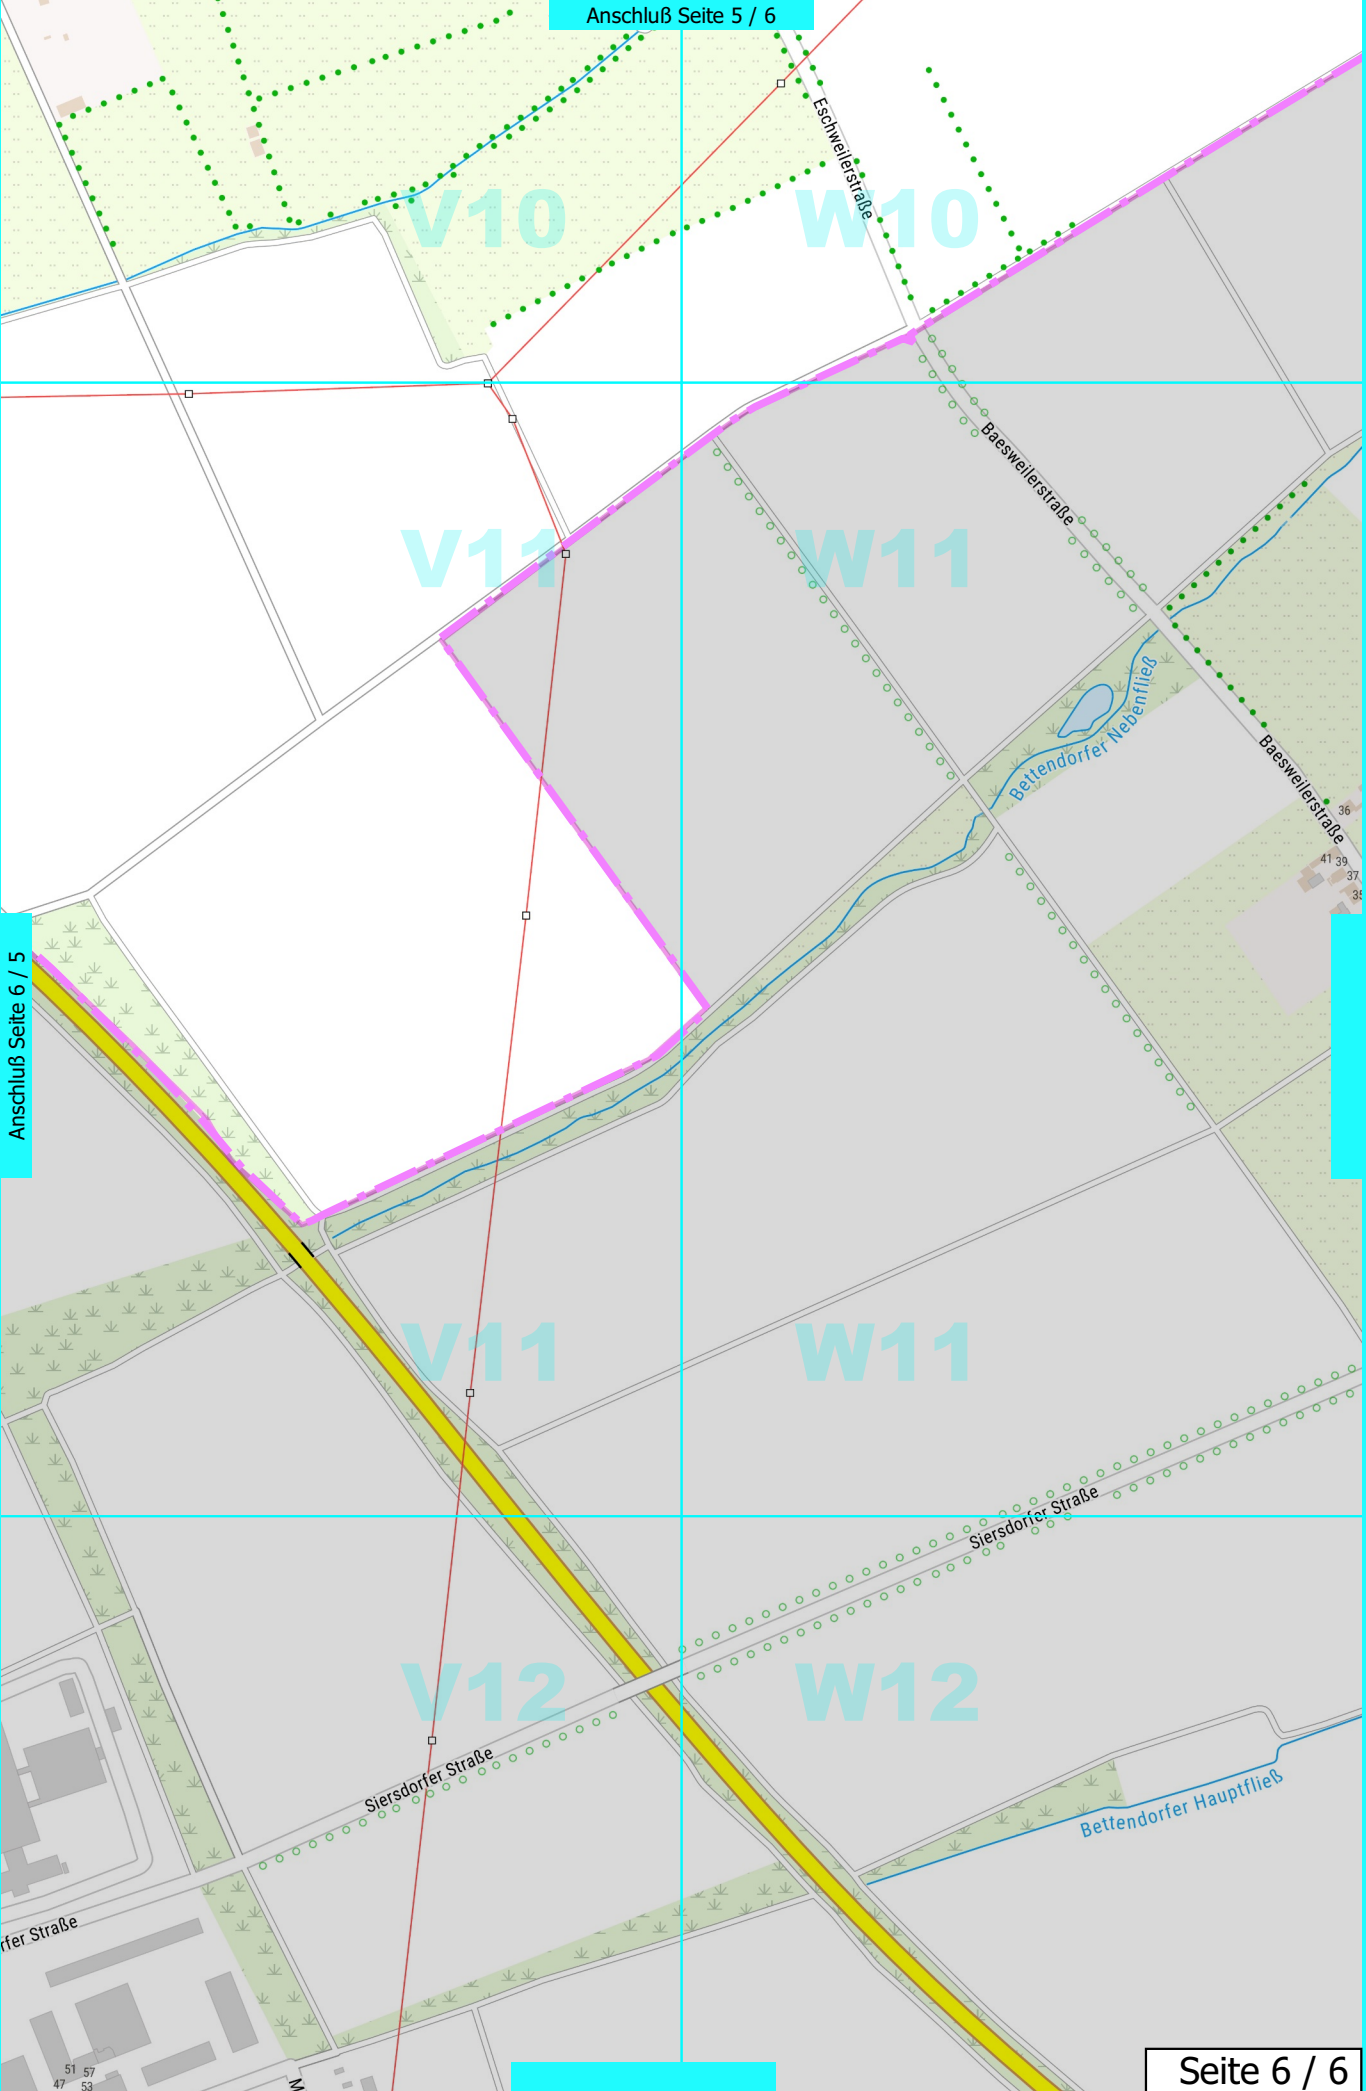 Anschluß Seite 5 / 6
Eschweilerstraße
V10
W10
Baesweilerstraße
V11
W11
Bettendorfer Nebenfließ
Baesweilerstraße
36
41
39
37
35
Anschluß Seite 6 / 5
V11
W11
Siersdorfer Straße
V12
W12
Siersdorfer Straße
Bettendorfer Hauptfließ
rfer Straße
51
57
47
53
M
Seite 6 / 6